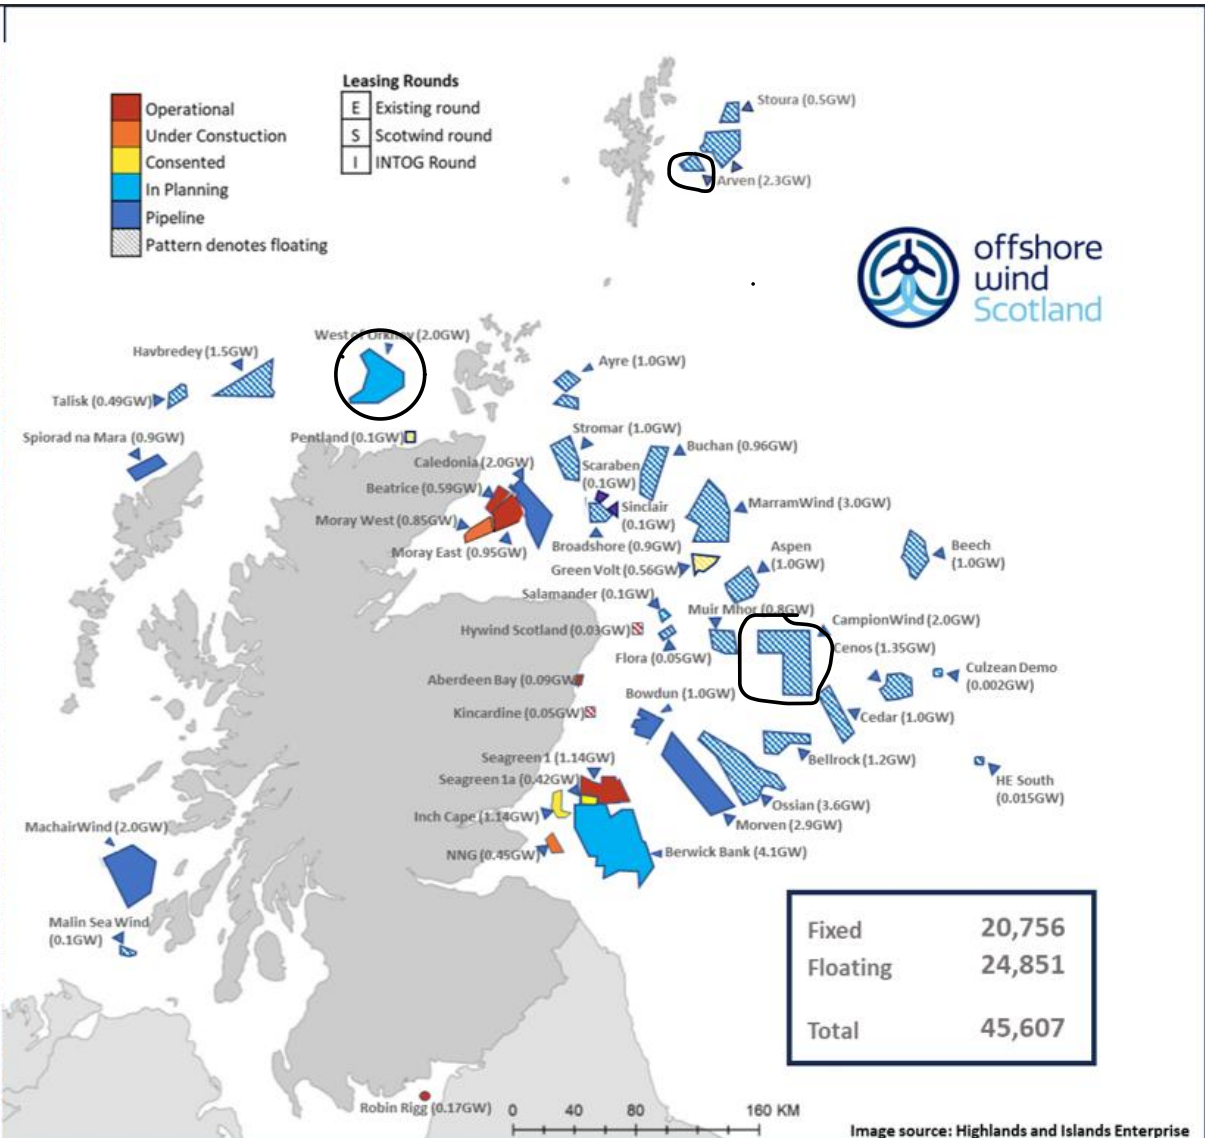 Leasing Rounds
Operational
E Existing round
Under Constuction
S Scotwind round
Consented
I INTOG Round
In Planning
Pipeline
Pattern denotes floating
Stoura (0.5GW)
Arven (2.3GW)
offshore
wind
Scotland
West of Orkney (2.0GW)
Havbredey (1.5GW)
Ayre (1.0GW)
Talisk (0.49GW)
Spiorad na Mara (0.9GW)
Pentland (0.1GW)
Stromar (1.0GW)
Buchan (0.96GW)
Caledonia (2.0GW)
Scaraben
(0.1GW)
Beatrice (0.59GW)
Sinclair
(0.1GW)
MarramWind (3.0GW)
Moray West (0.85GW)
Moray East (0.95GW)
Broadshore (0.9GW)
Aspen
(1.0GW)
Beech
(1.0GW)
Green Volt (0.56GW)
Salamander (0.1GW)
Muir Mhor (0.8GW)
CampionWind (2.0GW)
Hywind Scotland (0.03GW)
Cenos (1.35GW)
Flora (0.05GW)
Culzean Demo
(0.002GW)
Aberdeen Bay (0.09GW)
Bowdun (1.0GW)
Kincardine (0.05GW)
Cedar (1.0GW)
Seagreen 1 (1.14GW)
Bellrock (1.2GW)
Seagreen 1a (0.42GW)
HE South
(0.015GW)
Ossian (3.6GW)
Inch Cape (1.14GW)
Morven (2.9GW)
MachairWind (2.0GW)
NNG (0.45GW)
Berwick Bank (4.1GW)
Malin Sea Wind
(0.1GW)
Fixed 20,756
Floating 24,851
Total 45,607
Robin Rigg (0.17GW)
0 40 80 160 KM
Image source: Highlands and Islands Enterprise